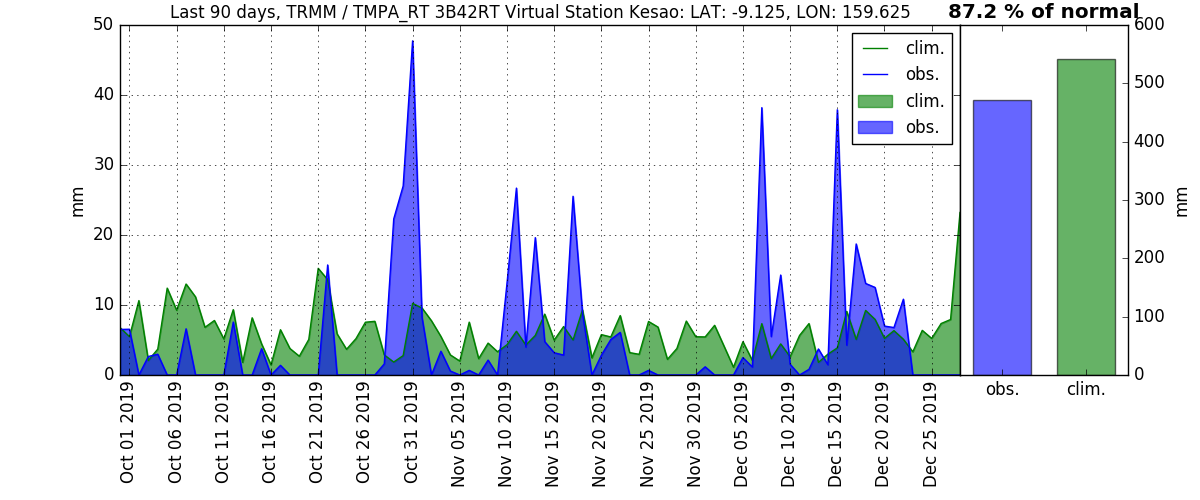 Last 90 days, TRMM / TMPA_RT 3B42RT Virtual Station Kesao: LAT: -9.125, LON: 159.625
87.2 % of normal
50
40
30
20
10
0
mm
clim.
obs.
clim.
obs.
600
500
400
300
200
100
0
mm
obs.
clim.
Oct 01 2019
Oct 06 2019
Oct 11 2019
Oct 16 2019
Oct 21 2019
Oct 26 2019
Oct 31 2019
Nov 05 2019
Nov 10 2019
Nov 15 2019
Nov 20 2019
Nov 25 2019
Nov 30 2019
Dec 05 2019
Dec 10 2019
Dec 15 2019
Dec 20 2019
Dec 25 2019